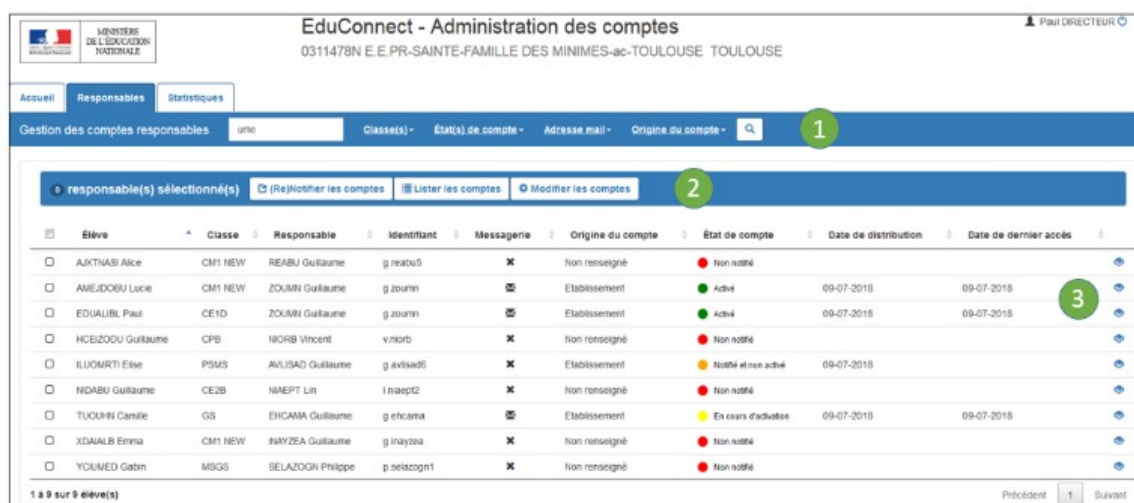 EduConnect - Administration des comptes
Paul DIRECTEUR
MINISTÈRE
DE L'ÉDUCATION
NATIONALE
0311478N E.E.PR-SAINTE-FAMILLE DES MINIMES-ac-TOULOUSE TOULOUSE
Accueil Responsables Statistiques
Gestion des comptes responsables ume Classe(s) État(s) de compte Adresse mail Origine du compte 1
0 responsable(s) sélectionné(s) (Re)Notifier les comptes Lister les comptes Modifier les comptes 2
Élève Classe Responsable Identifiant Messagerie Origine du compte État de compte Date de distribution Date de dernier accès
AJXTNASI Alice CM1 NEW REABU Guillaume g.reabu5 Non renseigné Non notifié
AMEJDOBU Lucie CM1 NEW ZOUMN Guillaume g.zoumn Etablissement Activé 09-07-2018 09-07-2018 3
EDUALIBL Paul CE1D ZOUMN Guillaume g.zoumn Etablissement Activé 09-07-2018 09-07-2018
HCEIZODU Guillaume CPB NIORB Vincent v.niorb Non renseigné Non notifié
ILUOMRTI Elise PSMS AVLISAD Guillaume g.avlisad6 Etablissement Notifié et non activé 09-07-2018
NIDABU Guillaume CE2B NIAEPT Lin l.niaept2 Non renseigné Non notifié
TUOUHN Camille GS EHCAMA Guillaume g.ehcama Etablissement En cours d'activation 09-07-2018 09-07-2018
XDAIALB Emma CM1 NEW INAYZEA Guillaume g.inayzea Non renseigné Non notifié
YOIUMED Gabin MSGS SELAZOGN Philippe p.selazogn1 Non renseigné Non notifié
1 à 9 sur 9 élève(s) Précédent 1 Suivant